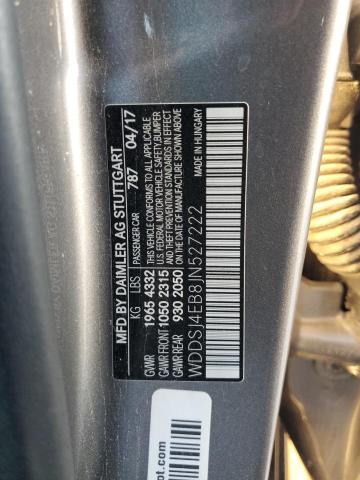 MFD BY DAIMLER AG STUTTGART
PASSENGER CAR 787 04/17
KG LBS
GVWR 1965 4332
GAWR FRONT 1050 2315
GAWR REAR 930 2050
THIS VEHICLE CONFORMS TO ALL APPLICABLE
U.S. FEDERAL MOTOR VEHICLE SAFETY,BUMPER
AND THEFT PREVENTION STANDARDS IN EFFECT
ON THE DATE OF MANUFACTURE SHOWN ABOVE
MADE IN HUNGARY
WDDSJ4EB8JN527222
ot.com